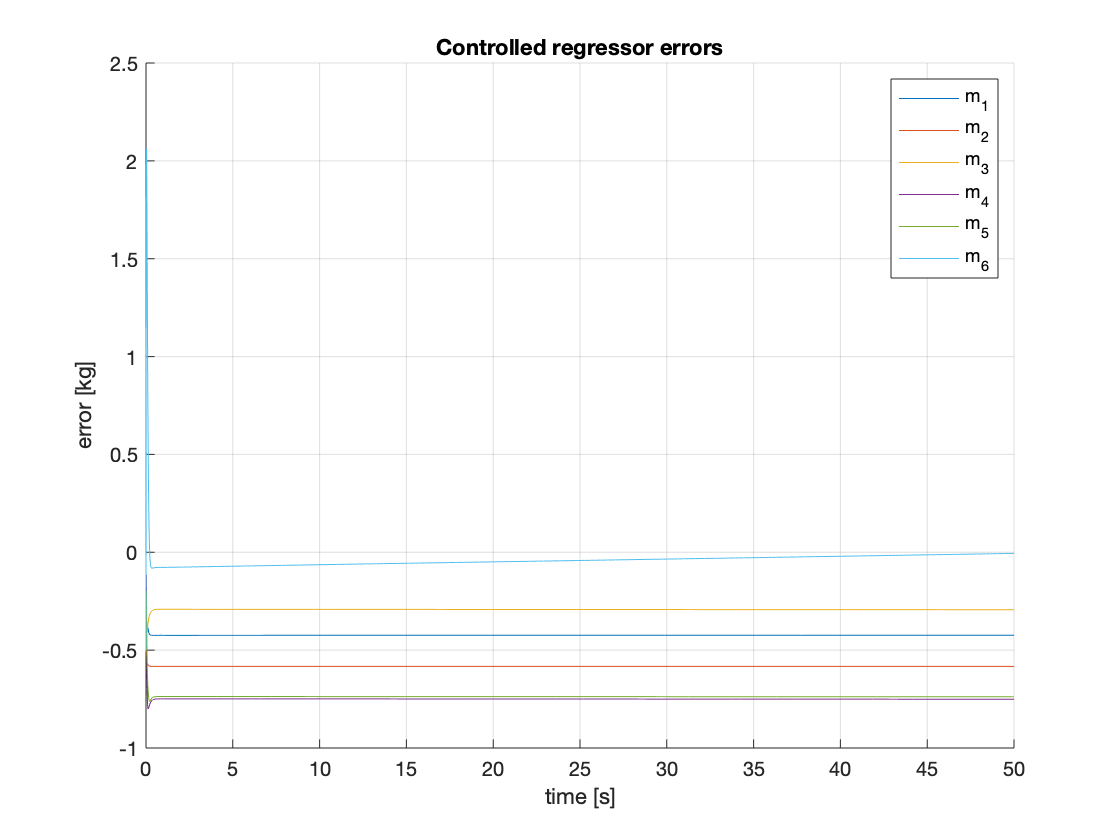 Controlled regressor errors
2.5
2
1.5
1
0.5
0
-0.5
-1
error [kg]
m1
m2
m3
m4
m5
m6
0 5 10 15 20 25 30 35 40 45 50
time [s]